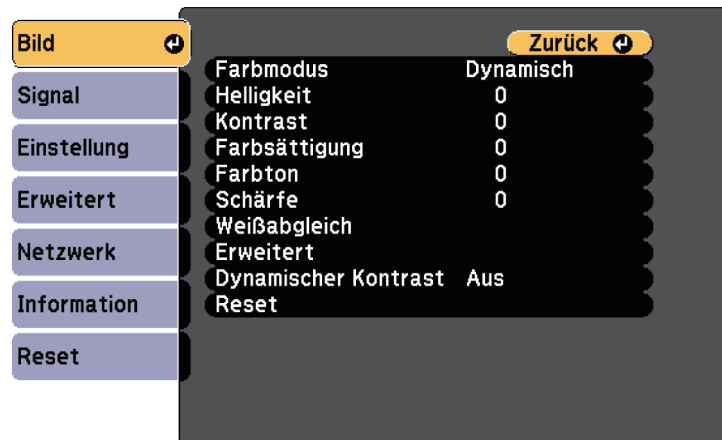 Bild
Signal
Einstellung
Erweitert
Netzwerk
Information
Reset
Zurück
Farbmodus Dynamisch
Helligkeit 0
Kontrast 0
Farbsättigung 0
Farbton 0
Schärfe 0
Weißabgleich
Erweitert
Dynamischer Kontrast Aus
Reset